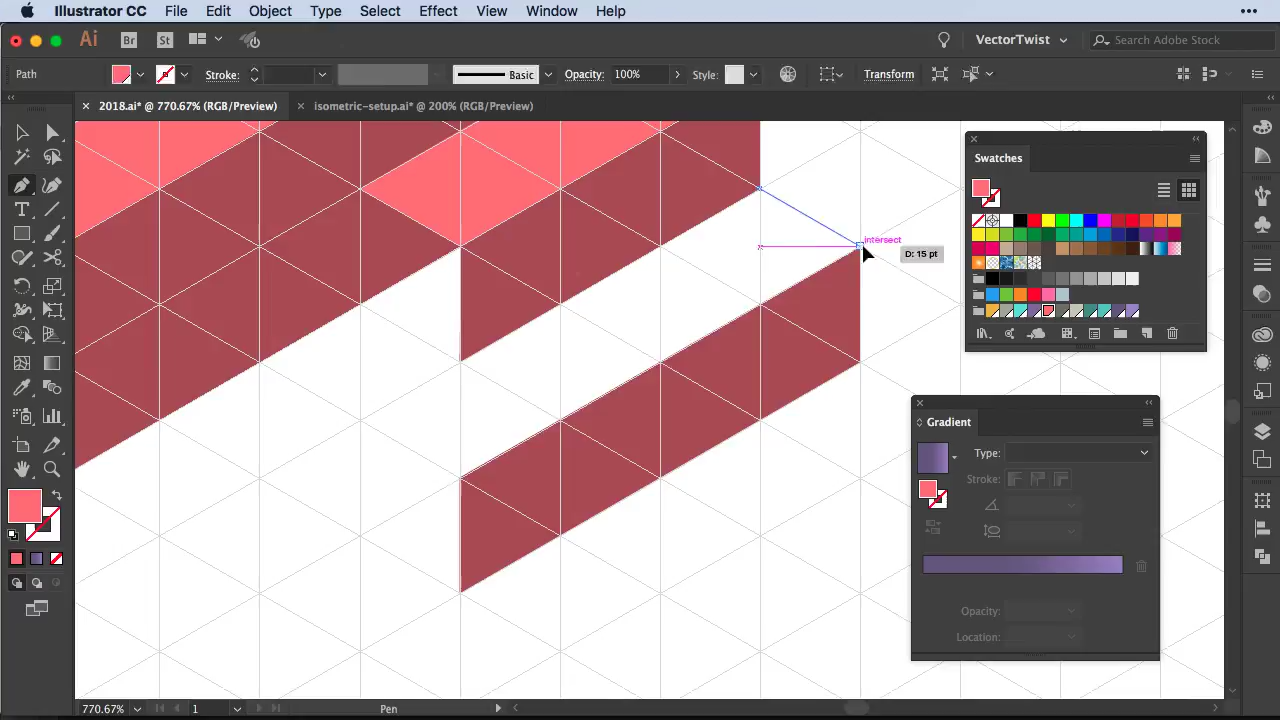 Illustrator CC File Edit Object Type Select Effect View Window Help
Ai Br St VectorTwist Search Adobe Stock
Path Stroke: Basic Opacity: 100% Style: Transform
2018.ai* @ 770.67% (RGB/Preview) isometric-setup.ai* @ 200% (RGB/Preview)
Swatches
intersect
D: 15 pt
Gradient
Type:
Stroke:
Opacity:
Location:
770.67% 1 Pen